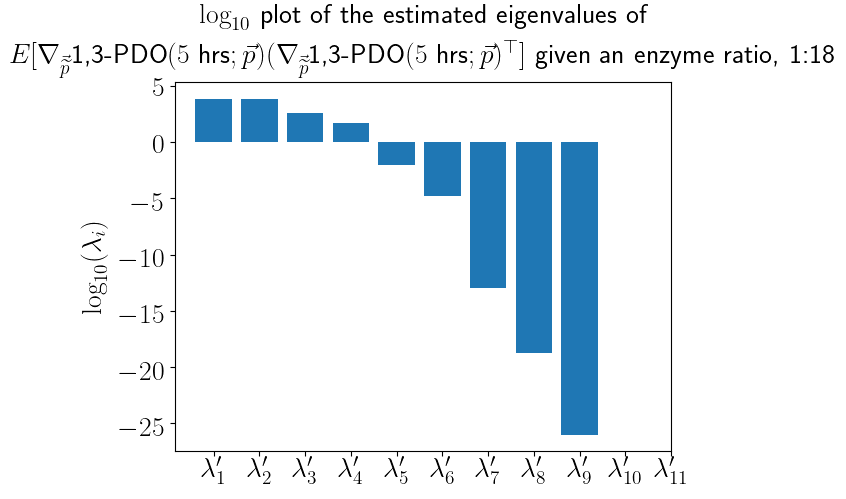 log₁₀ plot of the estimated eigenvalues of
E[∇_p̃⃗ 1,3-PDO(5 hrs; p⃗)(∇_p̃⃗ 1,3-PDO(5 hrs; p⃗)^⊤] given an enzyme ratio, 1:18
5
0
−5
−10
−15
−20
−25
log₁₀(λᵢ)
λ′₁ λ′₂ λ′₃ λ′₄ λ′₅ λ′₆ λ′₇ λ′₈ λ′₉ λ′₁₀ λ′₁₁